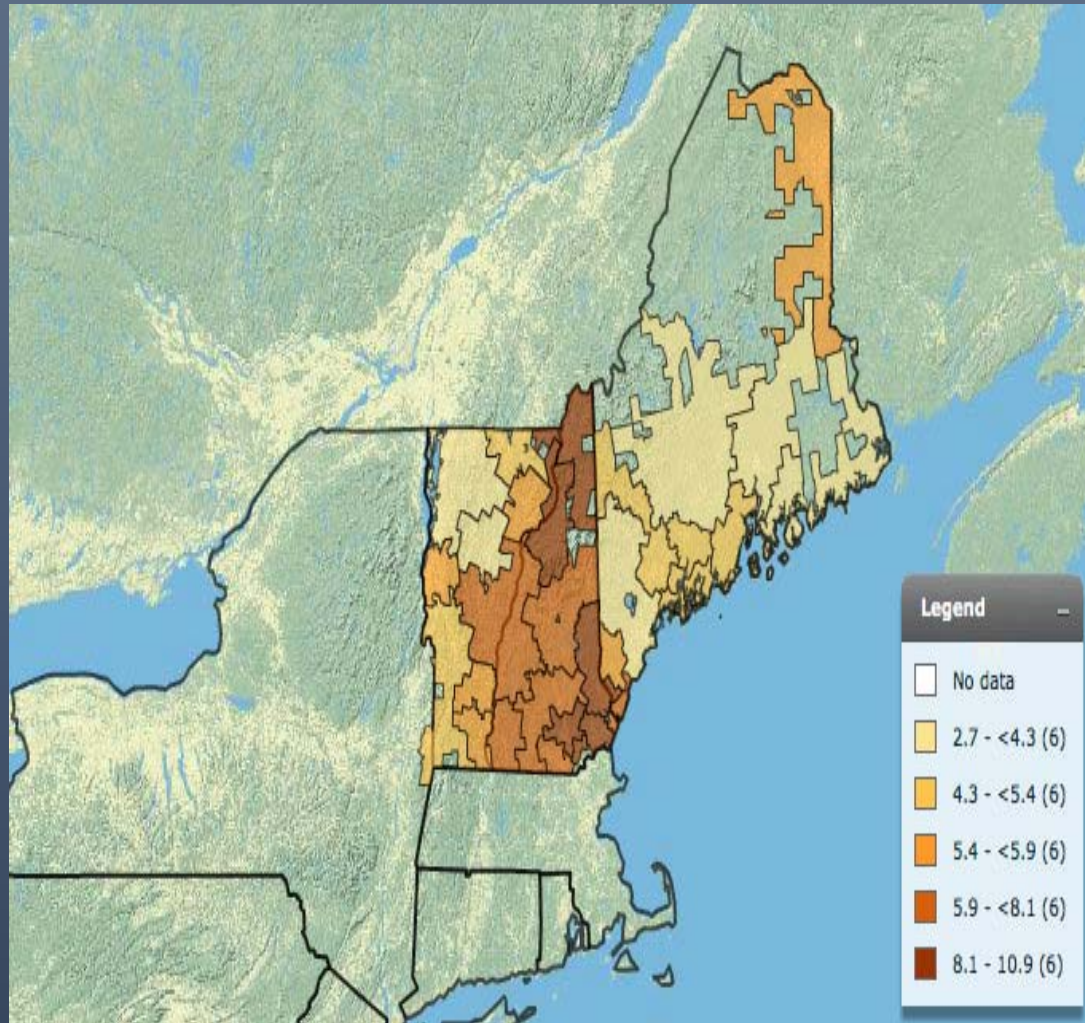 Legend
No data
2.7 - <4.3 (6)
4.3 - <5.4 (6)
5.4 - <5.9 (6)
5.9 - <8.1 (6)
8.1 - 10.9 (6)